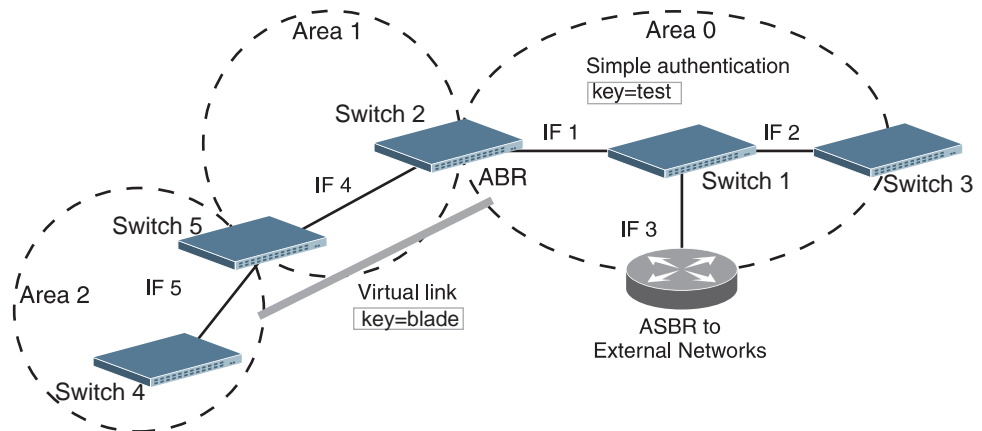 Area 1
Area 0
Simple authentication
key=test
Switch 2
IF 1
IF 2
ABR
Switch 1
Switch 3
IF 4
Switch 5
IF 3
Area 2
IF 5
Virtual link
key=blade
ASBR to
External Networks
Switch 4